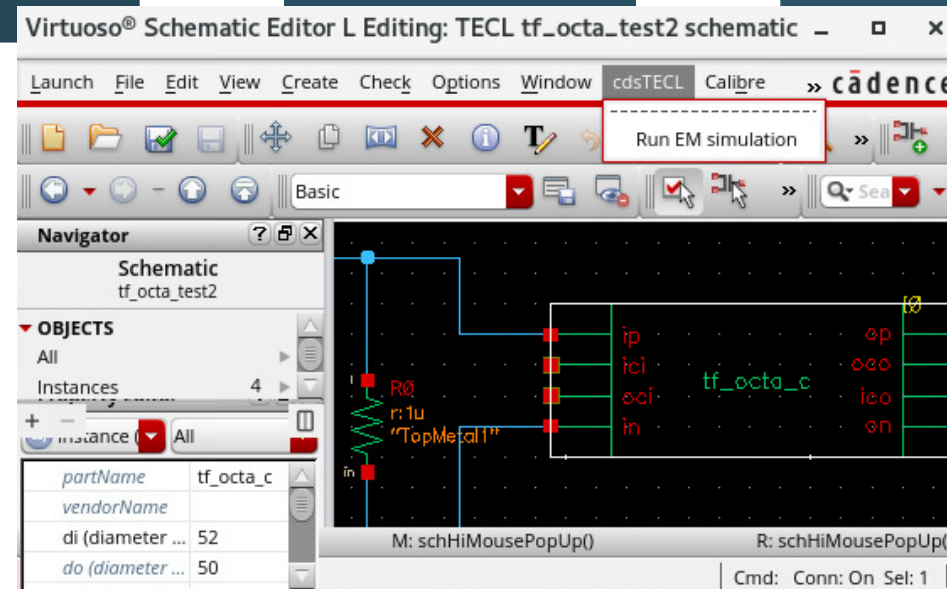 Virtuoso® Schematic Editor L Editing: TECL tf_octa_test2 schematic
Launch File Edit View Create Check Options Window cdsTECL Calibre » cādence
Run EM simulation
»
Basic
» Sea
Navigator
Schematic
tf_octa_test2
OBJECTS
All
Instances 4
All
partName tf_octa_c
vendorName
di (diameter ... 52
do (diameter ... 50
R0
r:1u
"TopMetal1"
in
ip
ici
oci
in
tf_octa_c
op
oco
ico
on
M: schHiMousePopUp()
R: schHiMousePopUp(
Cmd: Conn: On Sel: 1